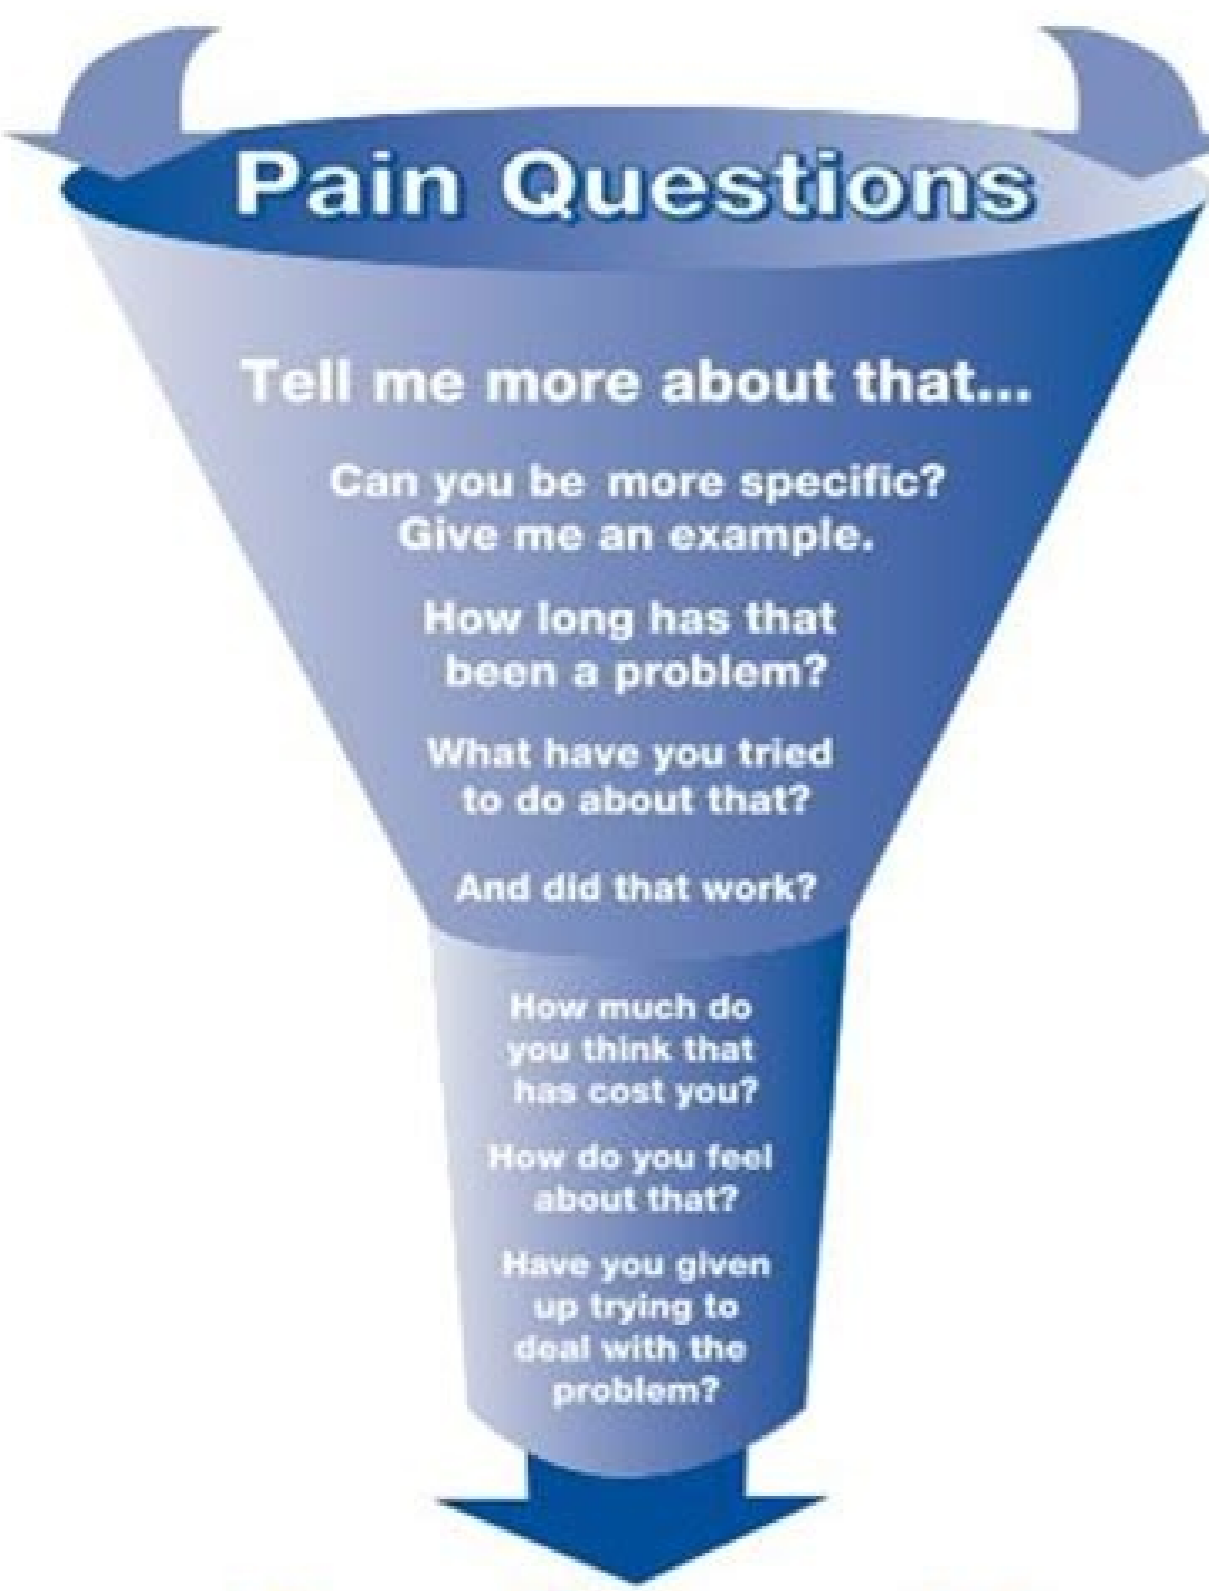 Pain Questions
Tell me more about that...
Can you be more specific?
Give me an example.
How long has that
been a problem?
What have you tried
to do about that?
And did that work?
How much do
you think that
has cost you?
How do you feel
about that?
Have you given
up trying to
deal with the
problem?